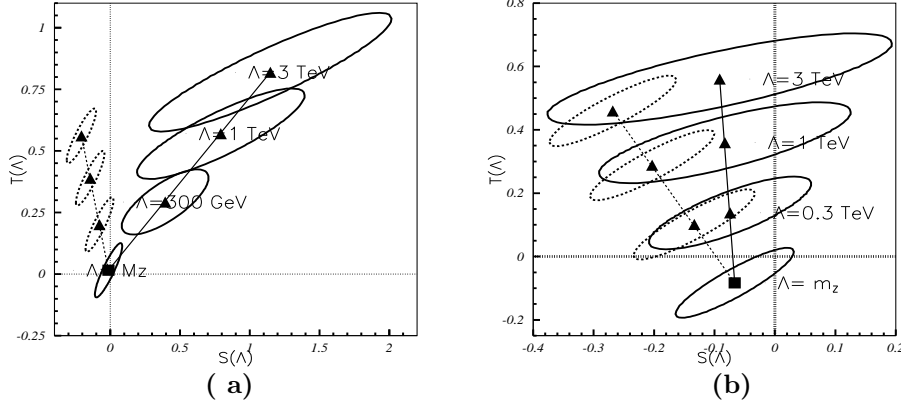 1
0.75
0.5
0.25
0
-0.25
T(Λ)
0 0.5 1 1.5 2
S(Λ)
Λ=3 TeV
Λ=1 TeV
Λ=300 GeV
Λ= Mz
( a)
0.8
0.6
0.4
0.2
0
-0.2
T(Λ)
-0.4 -0.3 -0.2 -0.1 0 0.1 0.2
S(Λ)
Λ=3 TeV
Λ=1 TeV
Λ=0.3 TeV
Λ= mz
(b)